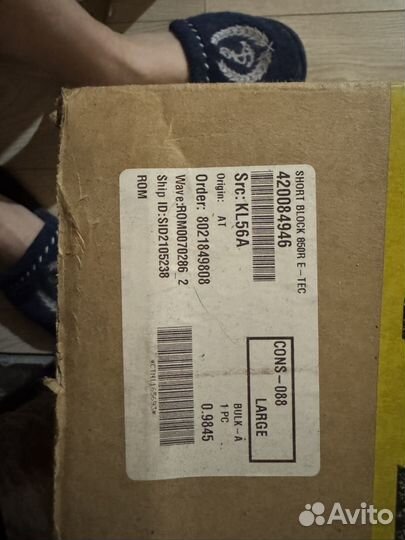 SHORT BLOCK 850R E-TEC
420084946
Src: KL56A
Origin: AT
Order: 8021849808
Wave:ROM0070286_2
Ship ID:SID2105238
ROM
CONS-088
LARGE
BULK-A
1 PC
0.9845
Avito